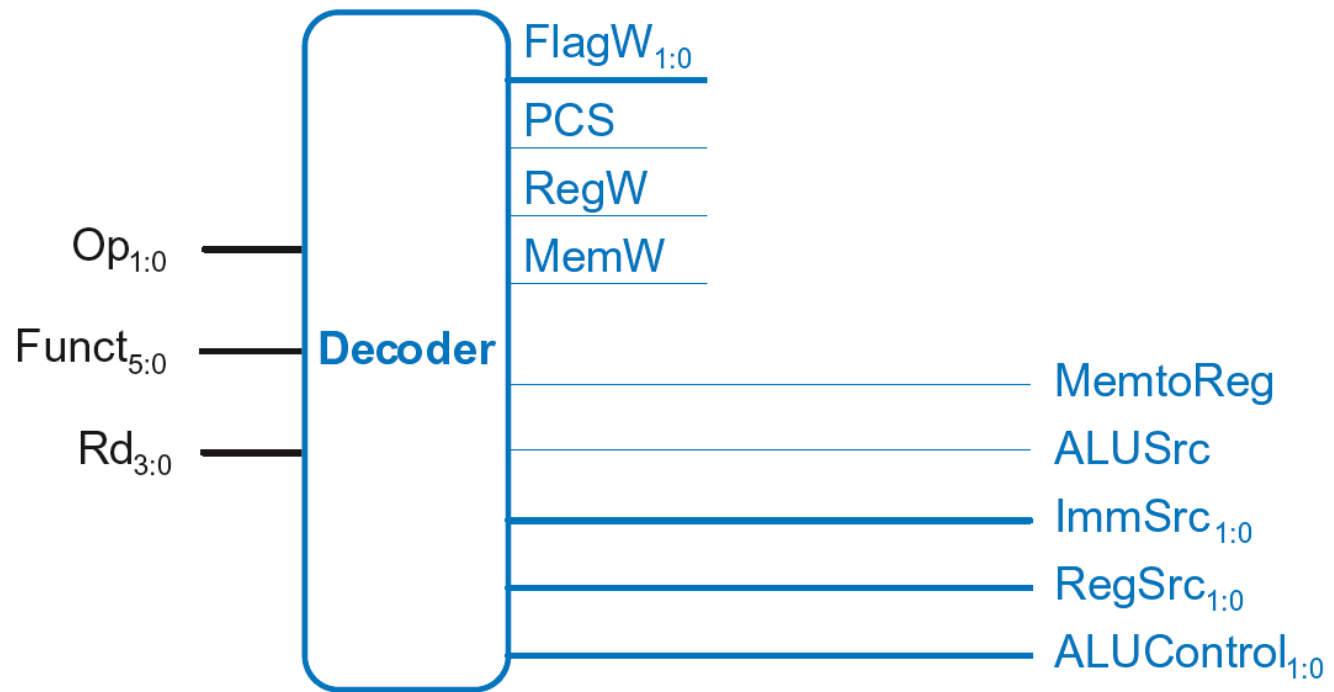 FlagW1:0
PCS
RegW
MemW
Op1:0
Funct5:0
Rd3:0
Decoder
MemtoReg
ALUSrc
ImmSrc1:0
RegSrc1:0
ALUControl1:0